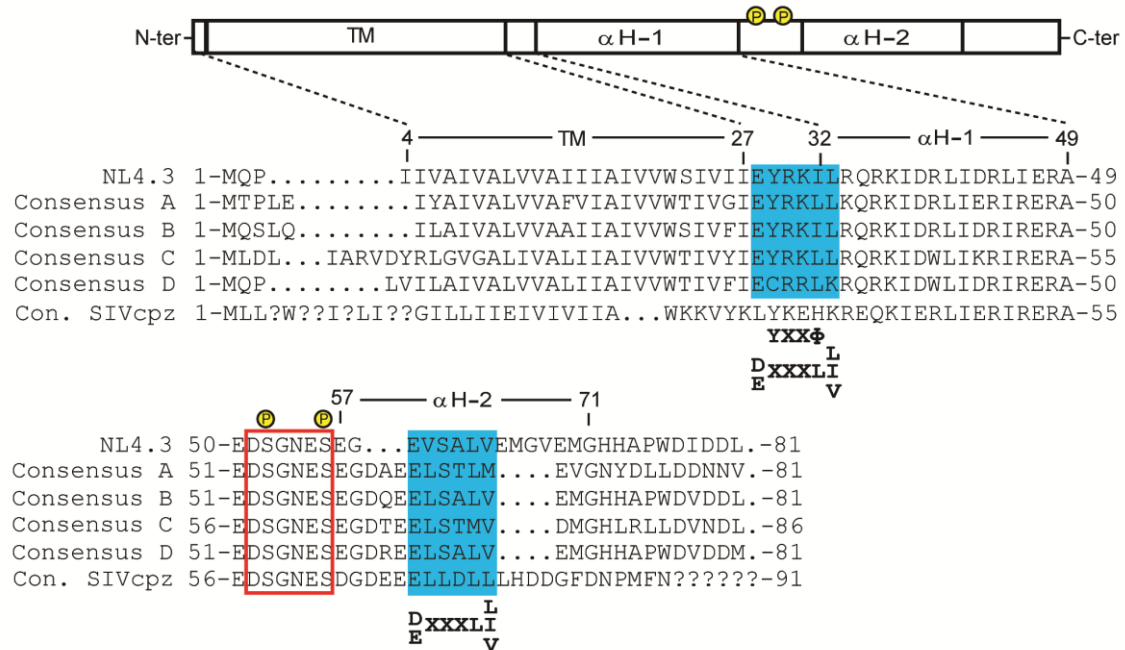 P P
N-ter TM αH-1 αH-2 C-ter
4 TM 27 32 αH-1 49
NL4.3 1-MQP.........IIVAIVALVVAIIIAIVVWSIVIIEYRKILRQRKIDRLIDRLIERA-49
Consensus A 1-MTPLE.......IYAIVALVVAFVIAIVVWTIVGIEYRKLLKQRKIDRLIERIRERA-50
Consensus B 1-MQSLQ.......ILAIVALVVAAIIAIVVWSIVFIEYRKILRQRKIDRLIDRIRERA-50
Consensus C 1-MLDL...IARVDYRLGVGALIVALIIAIVVWTIVYIEYRKLLRQRKIDWLIKRIRERA-55
Consensus D 1-MQP........LVILAIVALVVAAIIAIVVWTIVFIECRRLKRQRKIDWLIDRIRERA-50
Con. SIVcpz 1-MLL?W??I?LI??GILLIIEIVIVIIA...WKKVYKLYKEHKREQKIERLIERIRERA-55
YXXΦ
L
D XXXL I
E V
57 αH-2 71
P P
NL4.3 50-EDSGNESEG...EVSALVEMGVEMGHHAPWDIDDL.-81
Consensus A 51-EDSGNESEGDAEELSTLM....EVGNYDLLDDNNV.-81
Consensus B 51-EDSGNESEGDQEELSALV....EMGHHAPWDVDDL.-81
Consensus C 56-EDSGNESEGDTEELSTMV....DMGHLRLLDVNDL.-86
Consensus D 51-EDSGNESEGDREELSALV....EMGHHAPWDVDDM.-81
Con. SIVcpz 56-EDSGNESDGDEEELLDLLLHDDGFDNPMFN??????-91
L
D XXXL I
E V